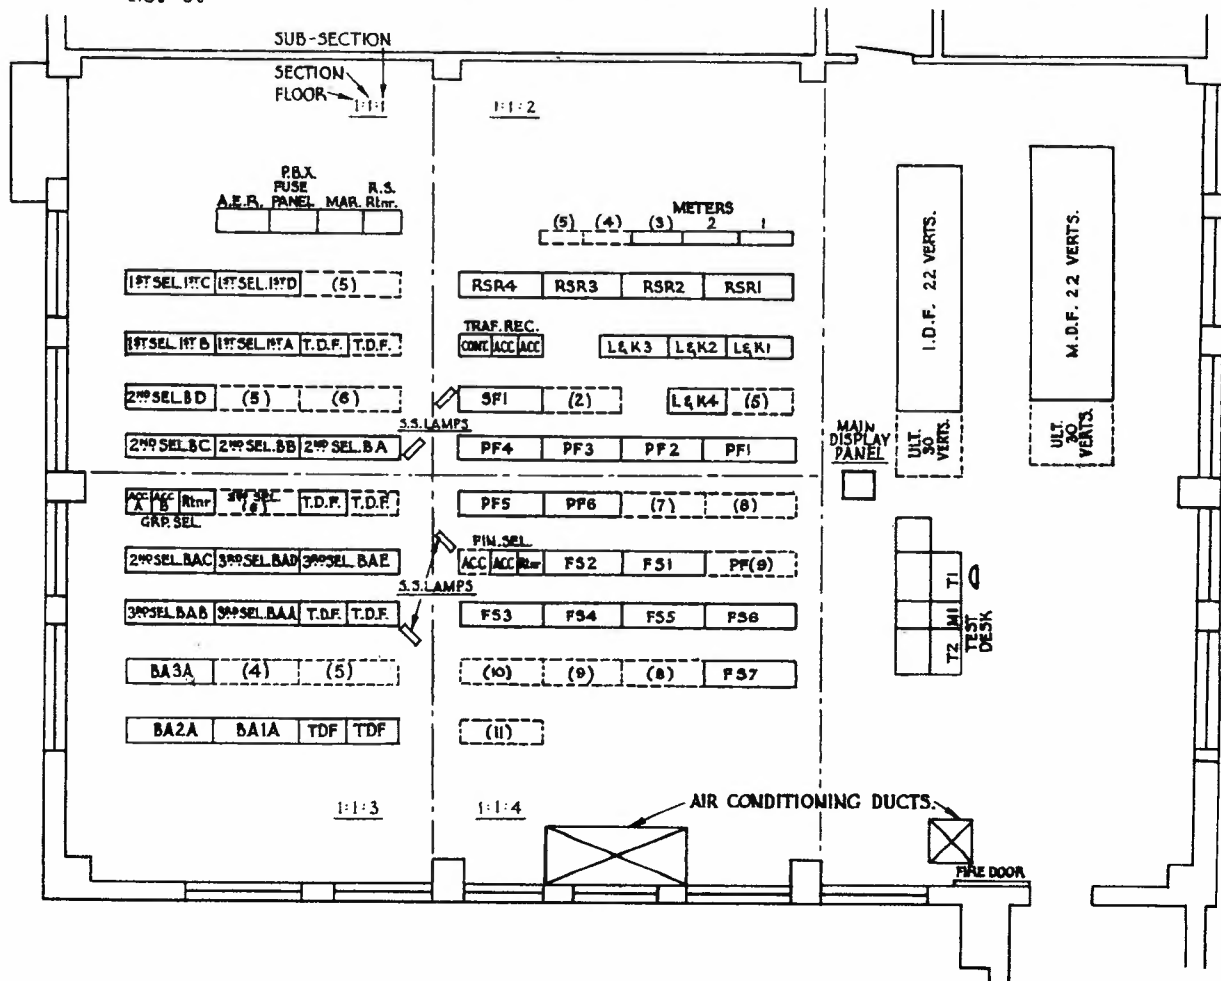 SUB-SECTION
SECTION
FLOOR
1:1:1
1:1:2
P.B.X.
FUSE
PANEL
A.E.R.
MAR.
R.S.
Rtnr.
METERS
(5) (4) (3) 2 1
1ST SEL. 1ST C 1ST SEL. 1ST D (5)
RSR4 RSR3 RSR2 RSR1
TRAF. REC.
1ST SEL. 1ST B 1ST SEL. 1ST A T.D.F. T.D.F.
CONT. ACC ACC L&K3 L&K2 L&K1
2ND SEL. BD (5) (6)
SF1 (2) L&K4 (5)
S.S. LAMPS
2ND SEL. BC 2ND SEL. BB 2ND SEL. BA
PF4 PF3 PF2 PF1
I.D.F. 22 VERTS.
M.D.F. 22 VERTS.
ULT.
30
VERTS.
ULT.
30
VERTS.
MAIN
DISPLAY
PANEL
ACC A ACC B Rtnr (6) T.D.F. T.D.F.
GRP. SEL.
PF5 PF6 (7) (8)
FIN. SEL.
2ND SEL. BAC 3RD SEL. BAD 3RD SEL. BAE
ACC ACC Rtnr FS2 FS1 PF(9)
S.S. LAMPS
3RD SEL. BAB 3RD SEL. BAA T.D.F. T.D.F.
FS3 FS4 FS5 FS6
T1
M1
T2
TEST
DESK
BA3A (4) (5)
(10) (9) (8) FS7
BA2A BA1A TDF TDF
(11)
1:1:3
1:1:4
AIR CONDITIONING DUCTS.
FIRE DOOR